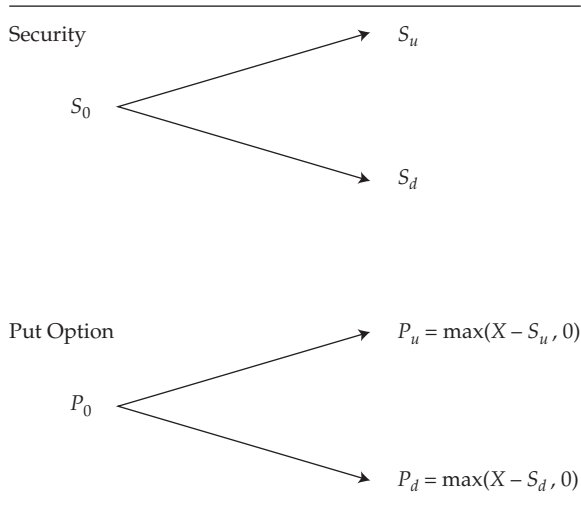 Security
S_u
S_0
S_d
Put Option
P_u = max(X – S_u , 0)
P_0
P_d = max(X – S_d , 0)